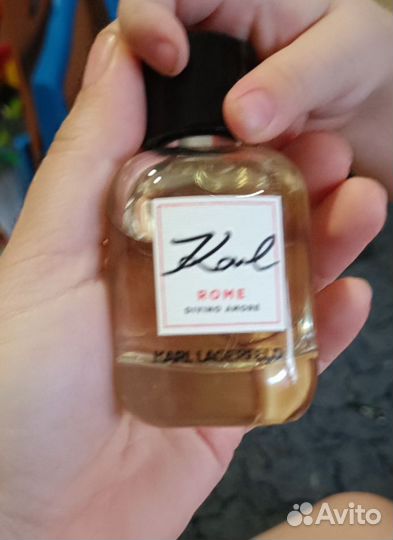 Karl
ROME
DIVINO AMORE
KARL LAGERFELD
Avito